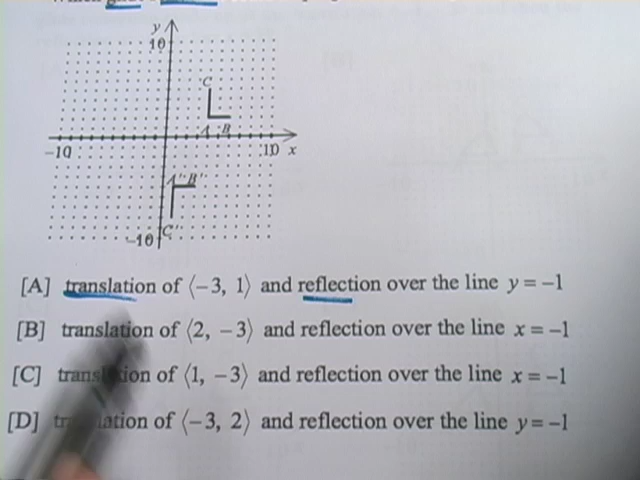 y
10
C
A B
-10 10 x
A" B"
C"
-10
[A] translation of ⟨-3, 1⟩ and reflection over the line y = -1
[B] translation of ⟨2, -3⟩ and reflection over the line x = -1
[C] translation of ⟨1, -3⟩ and reflection over the line x = -1
[D] translation of ⟨-3, 2⟩ and reflection over the line y = -1